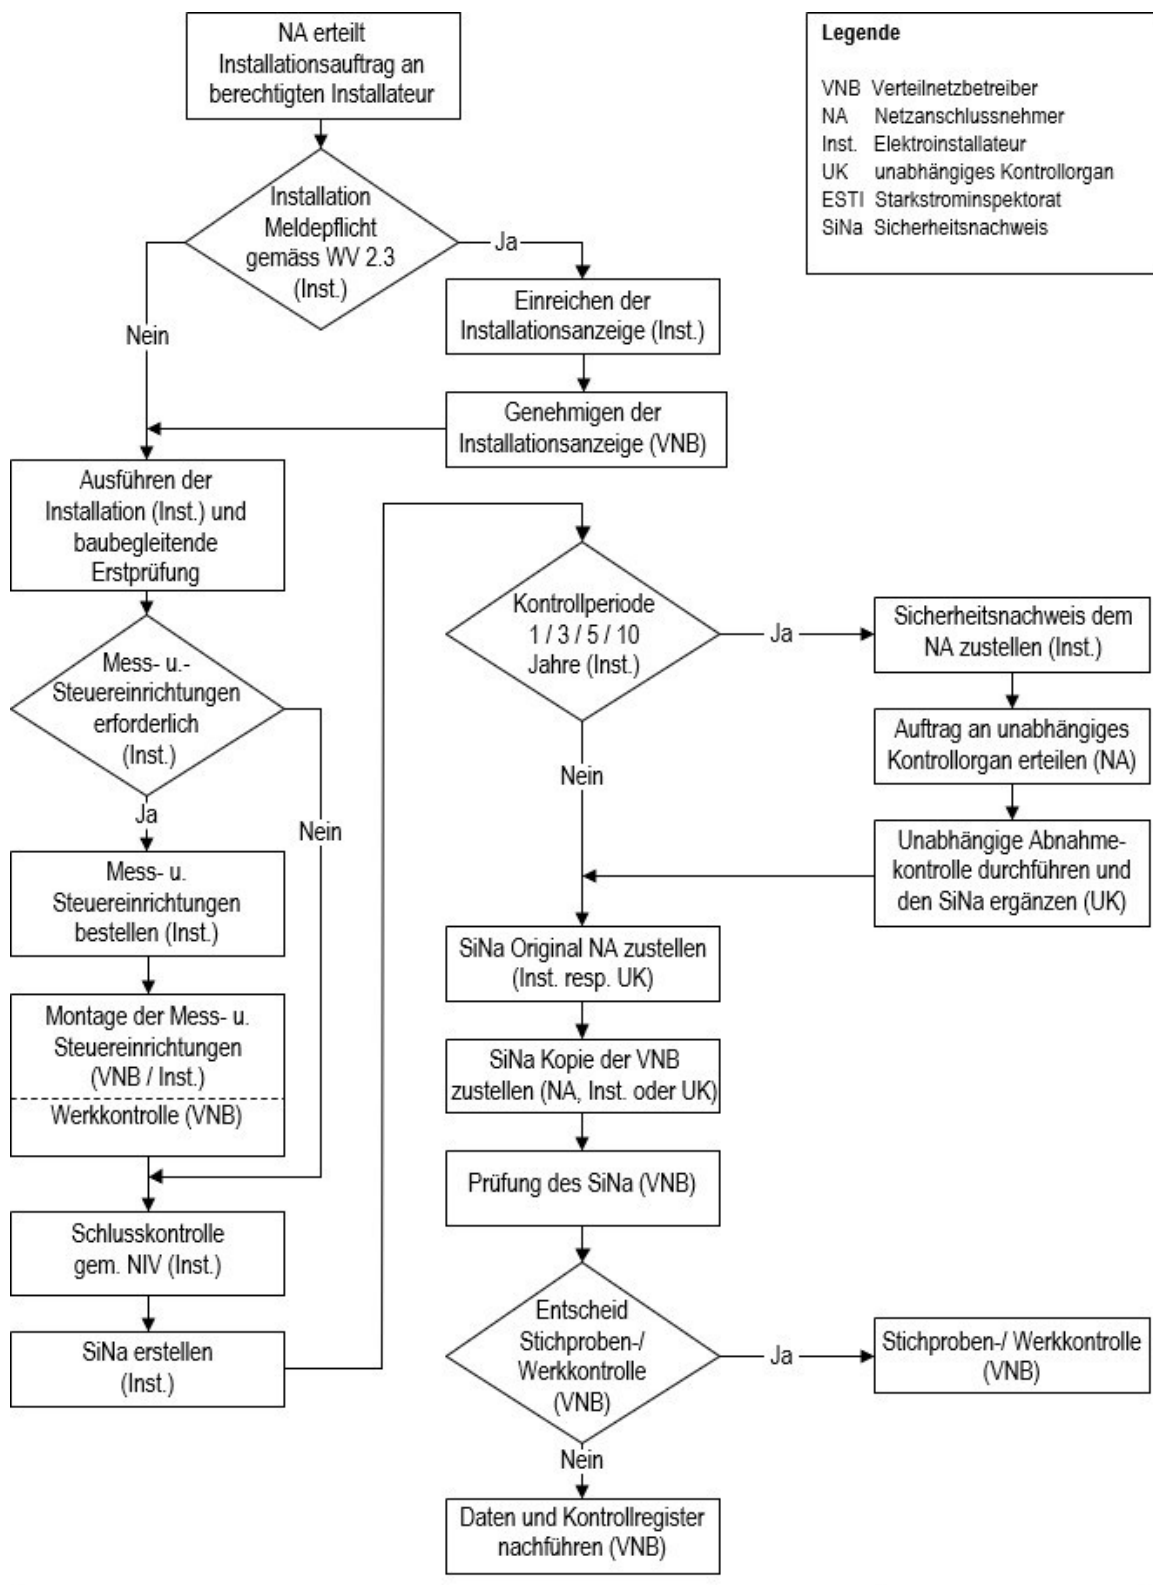 NA erteilt
Installationsauftrag an
berechtigten Installateur
Legende
VNB Verteilnetzbetreiber
NA Netzanschlussnehmer
Inst. Elektroinstallateur
UK unabhängiges Kontrollorgan
ESTI Starkstrominspektorat
SiNa Sicherheitsnachweis
Installation
Meldepflicht
gemäss WV 2.3
(Inst.)
Ja
Nein
Einreichen der
Installationsanzeige (Inst.)
Genehmigen der
Installationsanzeige (VNB)
Ausführen der
Installation (Inst.) und
baubegleitende
Erstprüfung
Mess- u.-
Steuereinrichtungen
erforderlich
(Inst.)
Ja
Nein
Mess- u.
Steuereinrichtungen
bestellen (Inst.)
Montage der Mess- u.
Steuereinrichtungen
(VNB / Inst.)
Werkkontrolle (VNB)
Schlusskontrolle
gem. NIV (Inst.)
SiNa erstellen
(Inst.)
Kontrollperiode
1 / 3 / 5 / 10
Jahre (Inst.)
Ja
Nein
Sicherheitsnachweis dem
NA zustellen (Inst.)
Auftrag an unabhängiges
Kontrollorgan erteilen (NA)
Unabhängige Abnahme-
kontrolle durchführen und
den SiNa ergänzen (UK)
SiNa Original NA zustellen
(Inst. resp. UK)
SiNa Kopie der VNB
zustellen (NA, Inst. oder UK)
Prüfung des SiNa (VNB)
Entscheid
Stichproben-/
Werkkontrolle
(VNB)
Ja
Stichproben-/ Werkkontrolle
(VNB)
Nein
Daten und Kontrollregister
nachführen (VNB)